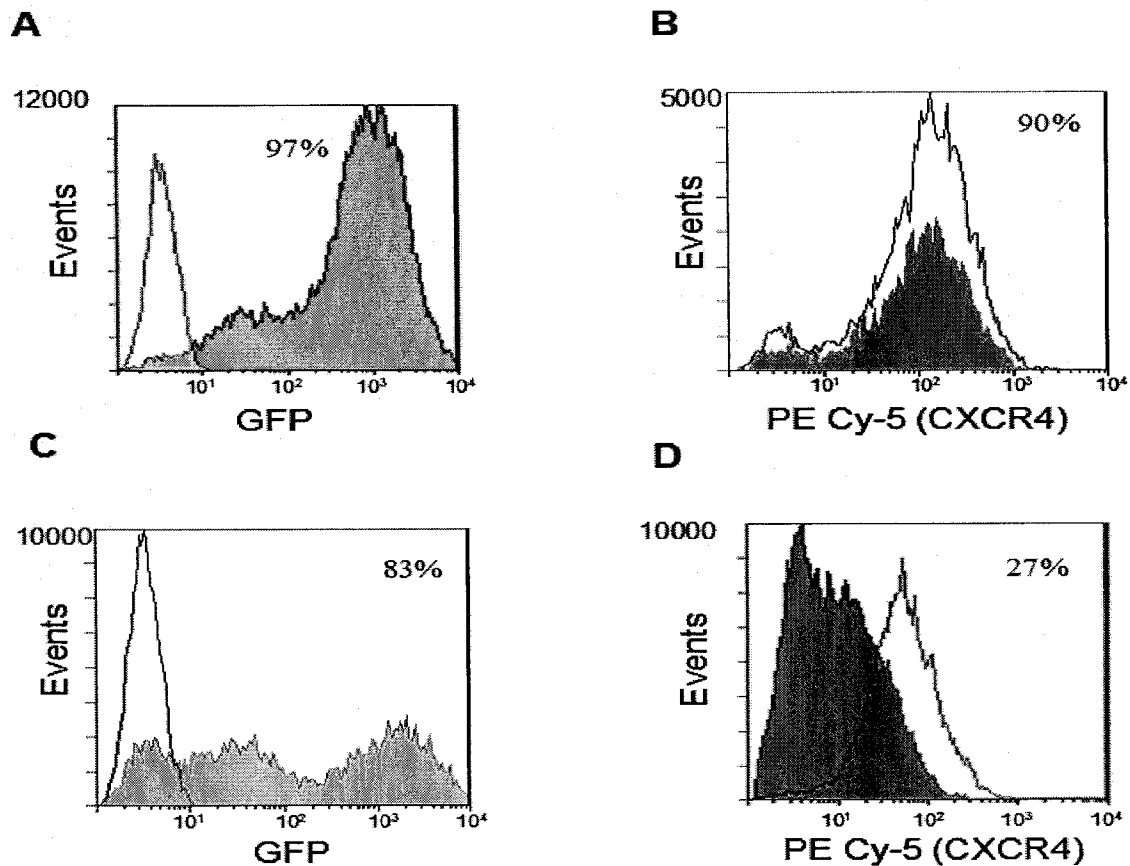 A
12000
97%
Events
10¹ 10² 10³ 10⁴
GFP
B
5000
90%
Events
10¹ 10² 10³ 10⁴
PE Cy-5 (CXCR4)
C
10000
83%
Events
10¹ 10² 10³ 10⁴
GFP
D
10000
27%
Events
10¹ 10² 10³ 10⁴
PE Cy-5 (CXCR4)